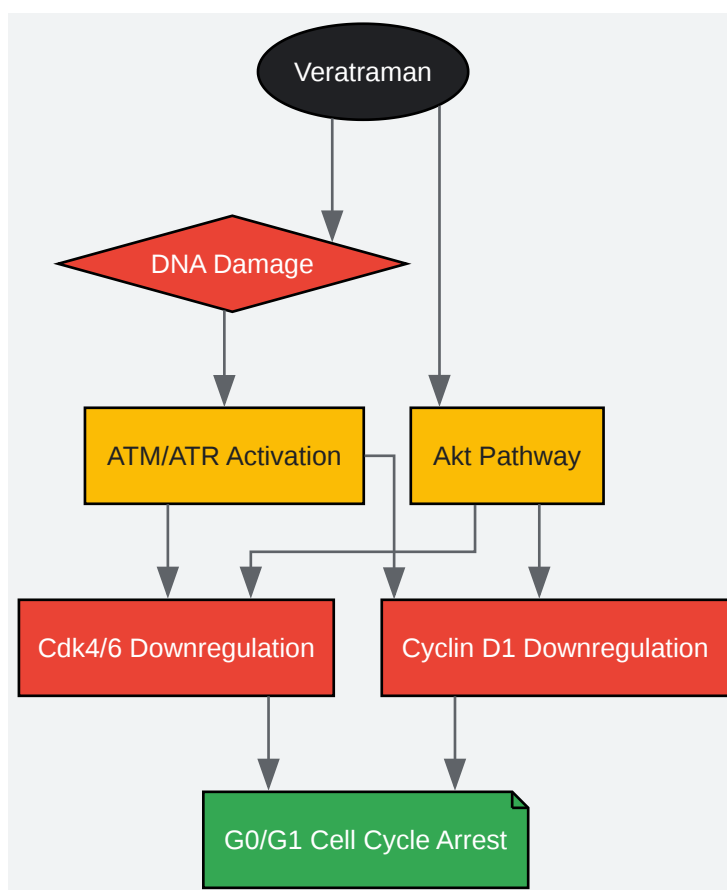 Veratraman
DNA Damage
ATM/ATR Activation
Akt Pathway
Cdk4/6 Downregulation
Cyclin D1 Downregulation
G0/G1 Cell Cycle Arrest